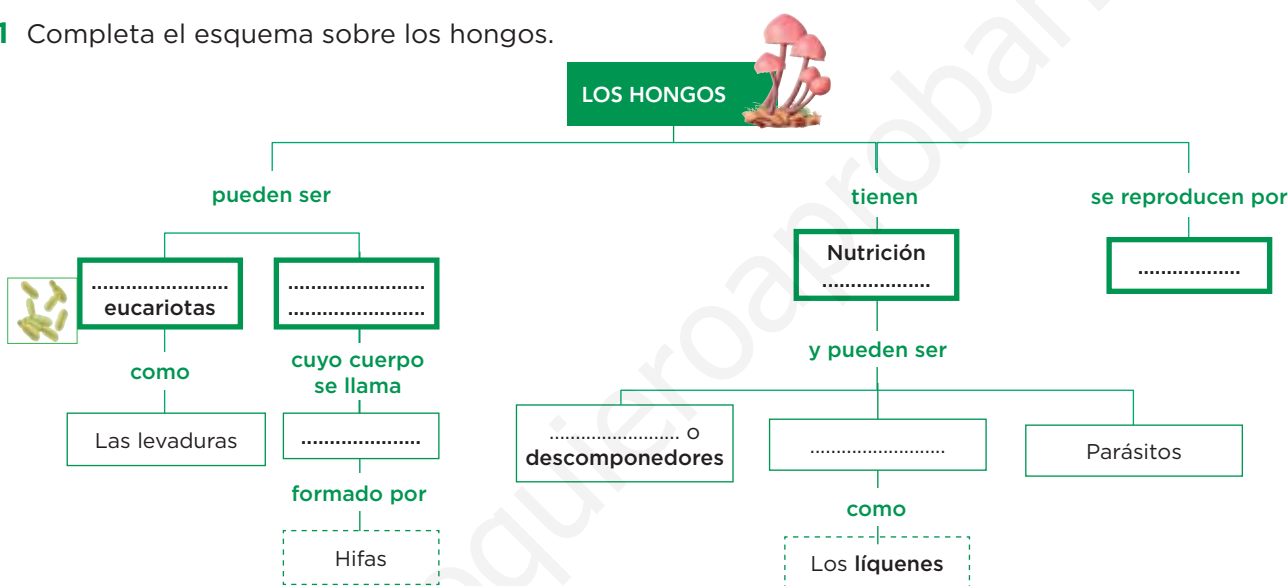 1 Completa el esquema sobre los hongos.
LOS HONGOS
pueden ser
tienen
se reproducen por
........................
eucariotas
........................
........................
Nutrición
...................
..................
como
cuyo cuerpo
se llama
y pueden ser
Las levaduras
.....................
......................... o
descomponedores
..........................
Parásitos
formado por
como
Hifas
Los líquenes
quieroaprobar